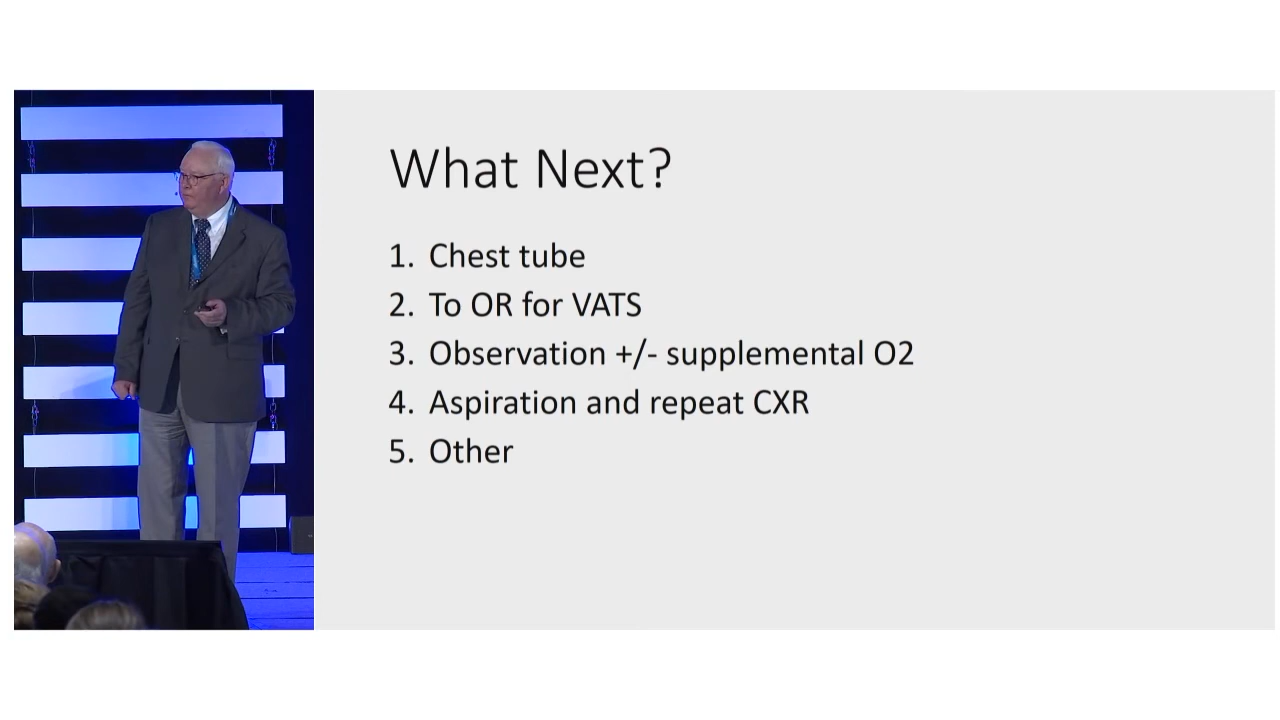 What Next?
1. Chest tube
2. To OR for VATS
3. Observation +/- supplemental O2
4. Aspiration and repeat CXR
5. Other